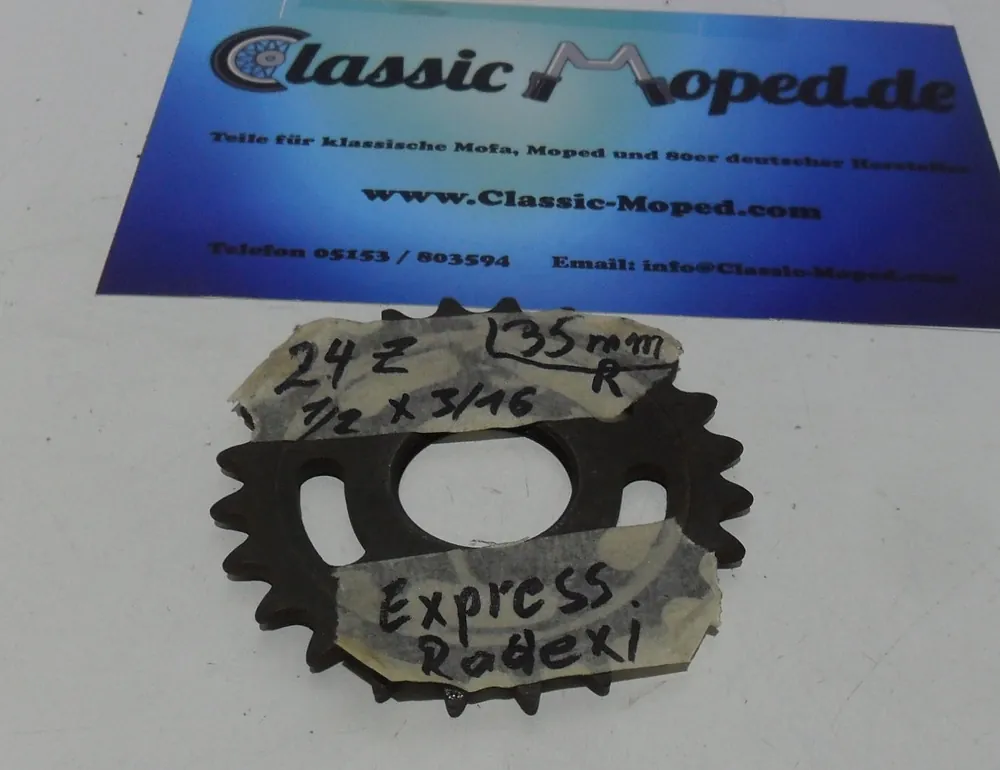 Classic Moped.de
Teile für klassische Mofa, Moped und 80er deutscher Hersteller
www.Classic-Moped.com
Telefon 05153 / 803594 Email: info@Classic-Moped.com
24 Z 35 mm
R
1/2 x 3/16
Express.
Radexi